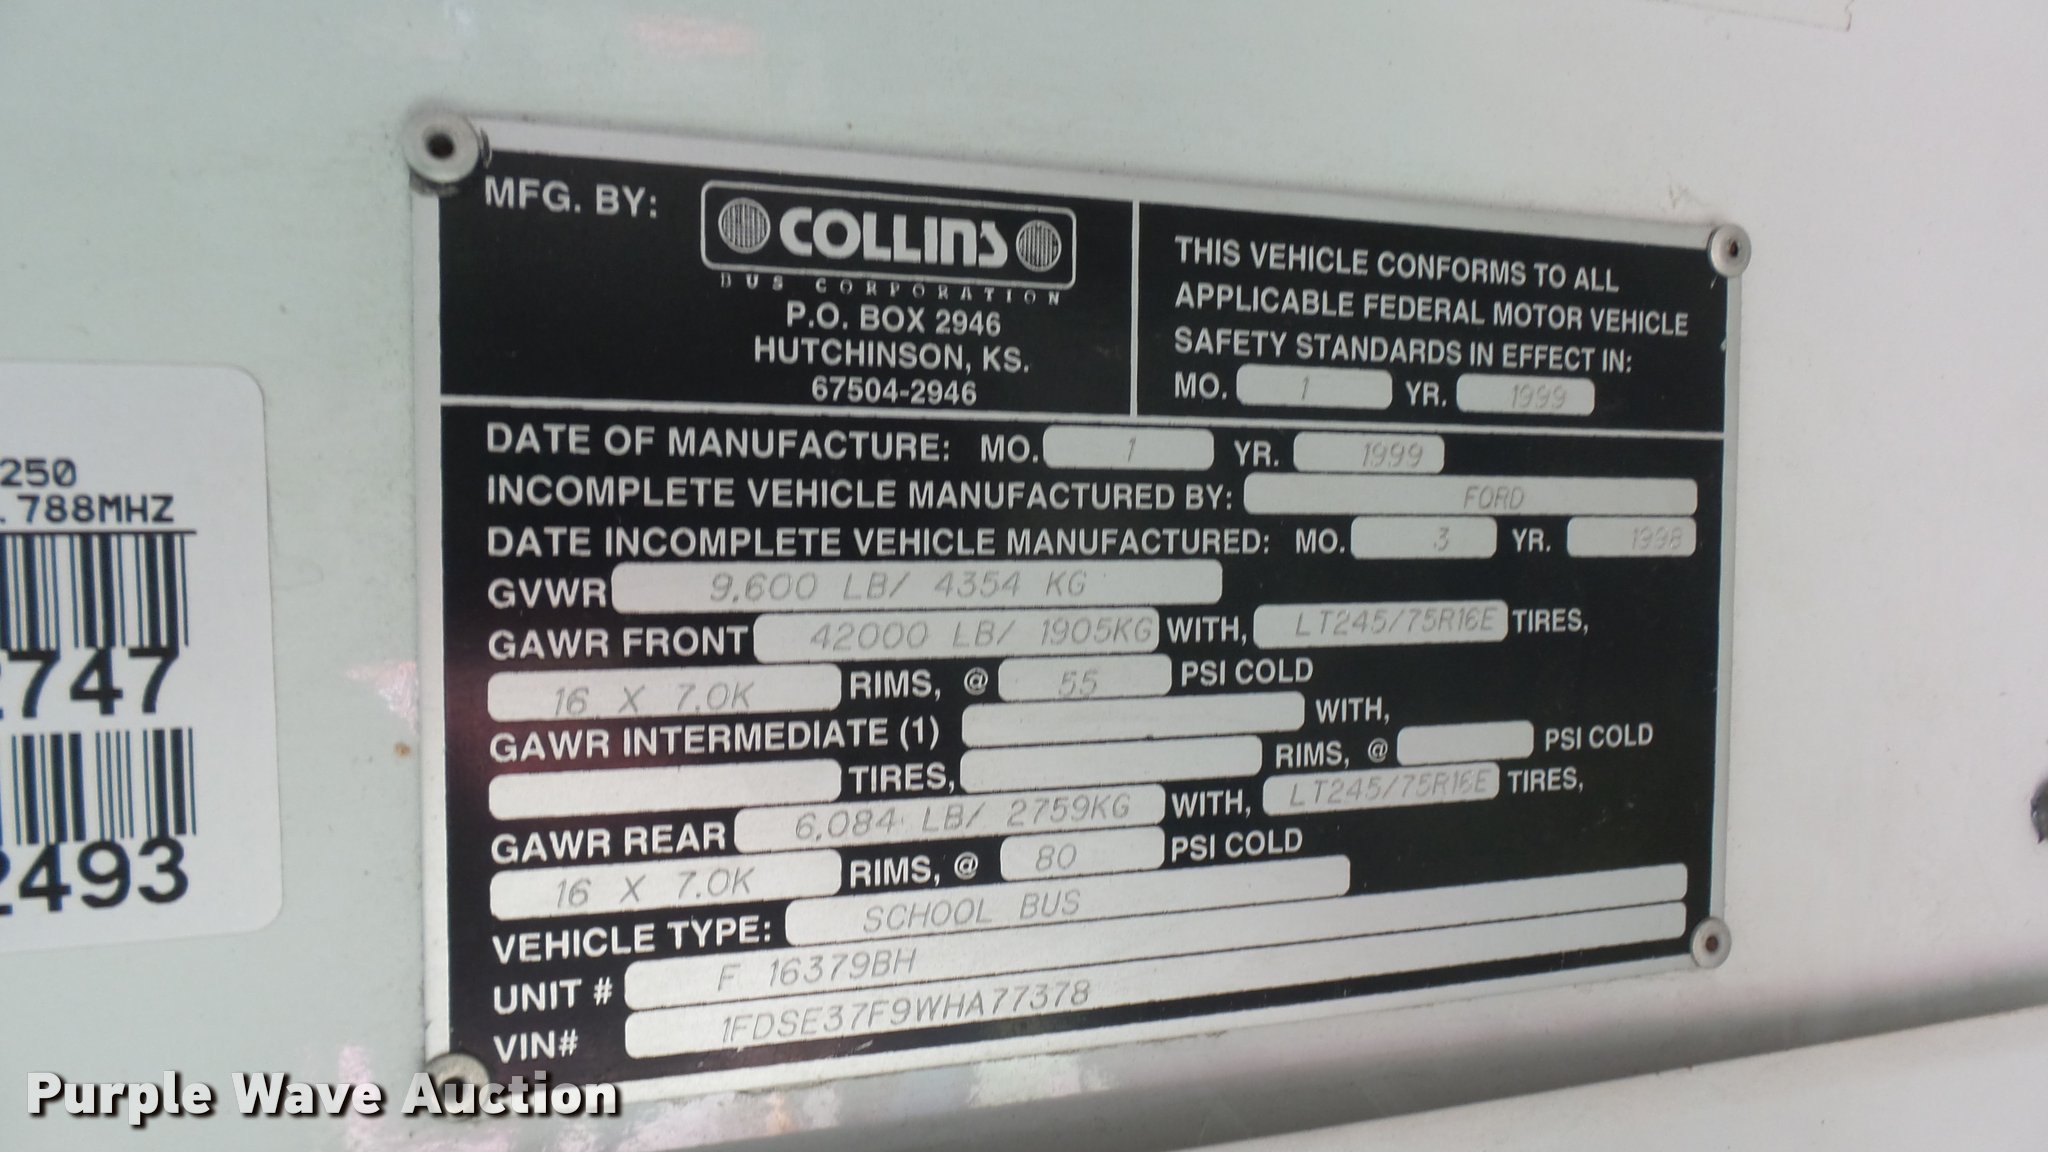 250
.788MHZ
2747
2493
MFG. BY:
COLLINS
BUS CORPORATION
P.O. BOX 2946
HUTCHINSON, KS.
67504-2946
THIS VEHICLE CONFORMS TO ALL
APPLICABLE FEDERAL MOTOR VEHICLE
SAFETY STANDARDS IN EFFECT IN:
MO. 1 YR. 1999
DATE OF MANUFACTURE: MO. 1 YR. 1999
INCOMPLETE VEHICLE MANUFACTURED BY: FORD
DATE INCOMPLETE VEHICLE MANUFACTURED: MO. 3 YR. 1998
GVWR 9,600 LB/ 4354 KG
GAWR FRONT 42000 LB/ 1905KG WITH, LT245/75R16E TIRES,
16 X 7.0K RIMS, @ 55 PSI COLD
GAWR INTERMEDIATE (1) WITH,
TIRES, RIMS, @ PSI COLD
GAWR REAR 6,084 LB/ 2759KG WITH, LT245/75R16E TIRES,
16 X 7.0K RIMS, @ 80 PSI COLD
VEHICLE TYPE: SCHOOL BUS
UNIT # F 16379BH
VIN# 1FDSE37F9WHA77378
Purple Wave Auction